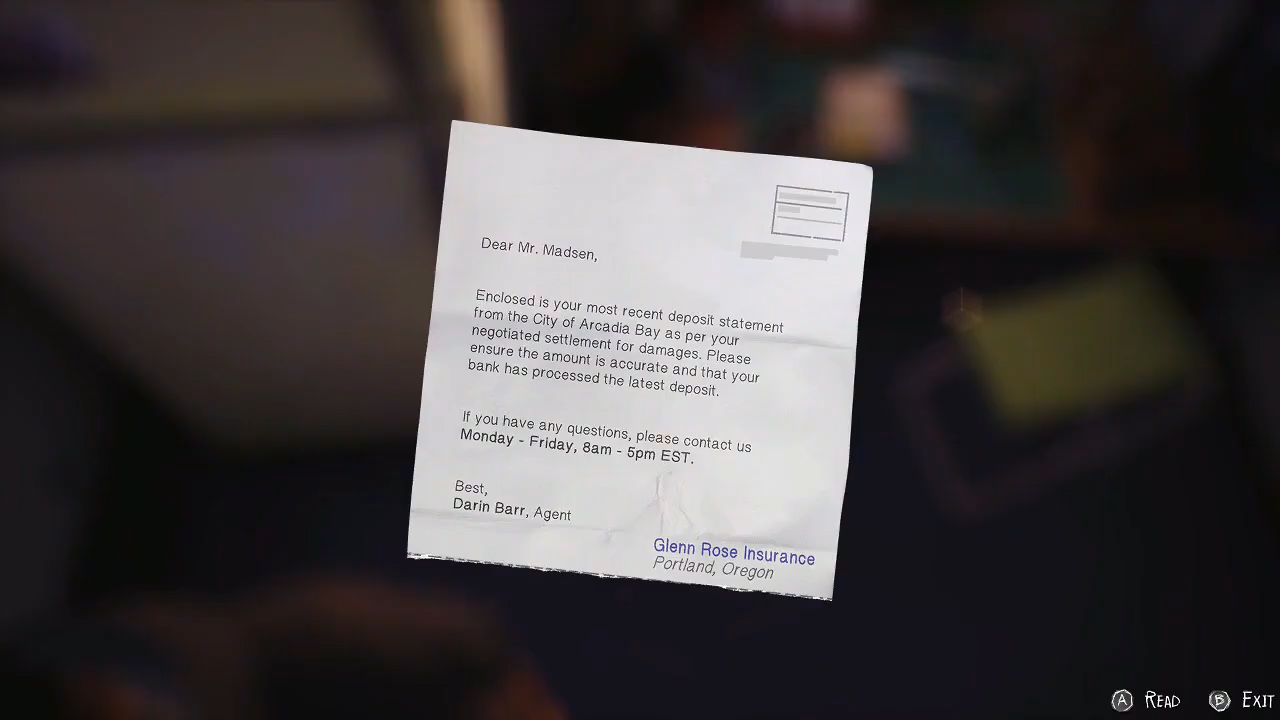 Dear Mr. Madsen,
Enclosed is your most recent deposit statement
from the City of Arcadia Bay as per your
negotiated settlement for damages. Please
ensure the amount is accurate and that your
bank has processed the latest deposit.
If you have any questions, please contact us
Monday - Friday, 8am - 5pm EST.
Best,
Darin Barr, Agent
Glenn Rose Insurance
Portland, Oregon
A READ B EXIT